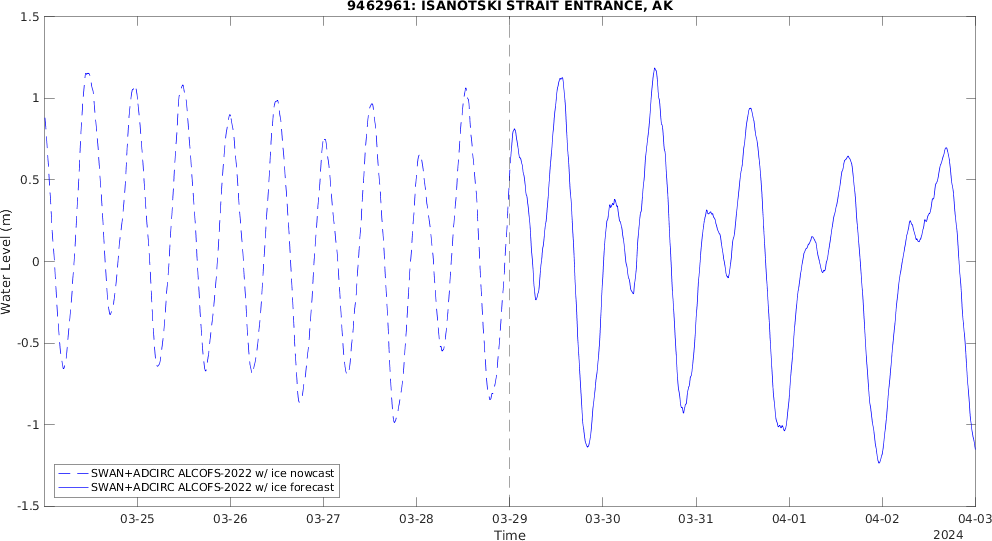 9462961: ISANOTSKI STRAIT ENTRANCE, AK
1.5
1
0.5
0
-0.5
-1
-1.5
Water Level (m)
SWAN+ADCIRC ALCOFS-2022 w/ ice nowcast
SWAN+ADCIRC ALCOFS-2022 w/ ice forecast
03-25 03-26 03-27 03-28 03-29 03-30 03-31 04-01 04-02 04-03
Time
2024